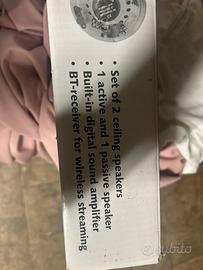 • Set of 2 ceiling speakers
• 1 active and 1 passive speaker
• Built-in digital sound amplifier
• BT-receiver for wireless streaming
subito